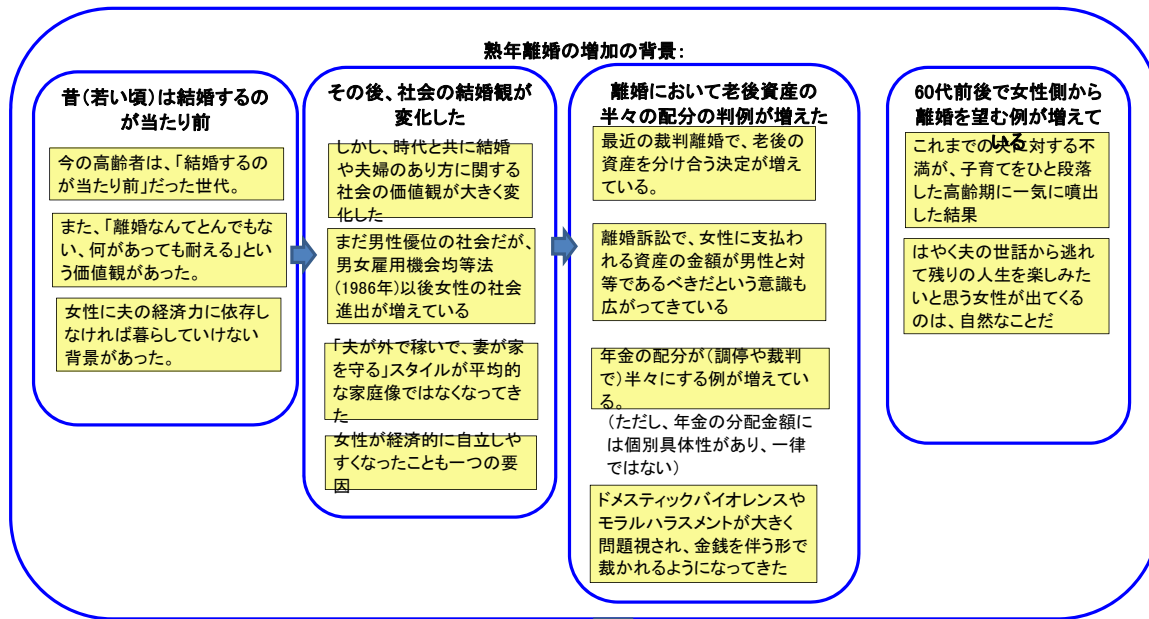 熟年離婚の増加の背景：
昔（若い頃）は結婚するの
が当たり前
今の高齢者は、「結婚するの
が当たり前」だった世代。
また、「離婚なんてとんでもな
い、何があっても耐える」とい
う価値観があった。
女性に夫の経済力に依存し
なければ暮らしていけない
背景があった。
その後、社会の結婚観が
変化した
しかし、時代と共に結婚
や夫婦のあり方に関する
社会の価値観が大きく変
化した
まだ男性優位の社会だが、
男女雇用機会均等法
(1986年)以後女性の社会
進出が増えている
「夫が外で稼いで、妻が家
を守る」スタイルが平均的
な家庭像ではなくなってき
た
女性が経済的に自立しや
すくなったことも一つの要
因
離婚において老後資産の
半々の配分の判例が増えた
最近の裁判離婚で、老後の
資産を分け合う決定が増え
ている。
離婚訴訟で、女性に支払わ
れる資産の金額が男性と対
等であるべきだという意識も
広がってきている
年金の配分が（調停や裁判
で）半々にする例が増えてい
る。
（ただし、年金の分配金額に
は個別具体性があり、一律
ではない）
ドメスティックバイオレンスや
モラルハラスメントが大きく
問題視され、金銭を伴う形で
裁かれるようになってきた
60代前後で女性側から
離婚を望む例が増えて
いる
これまでの夫に対する不
満が、子育てをひと段落
した高齢期に一気に噴出
した結果
はやく夫の世話から逃れ
て残りの人生を楽しみた
いと思う女性が出てくる
のは、自然なことだ